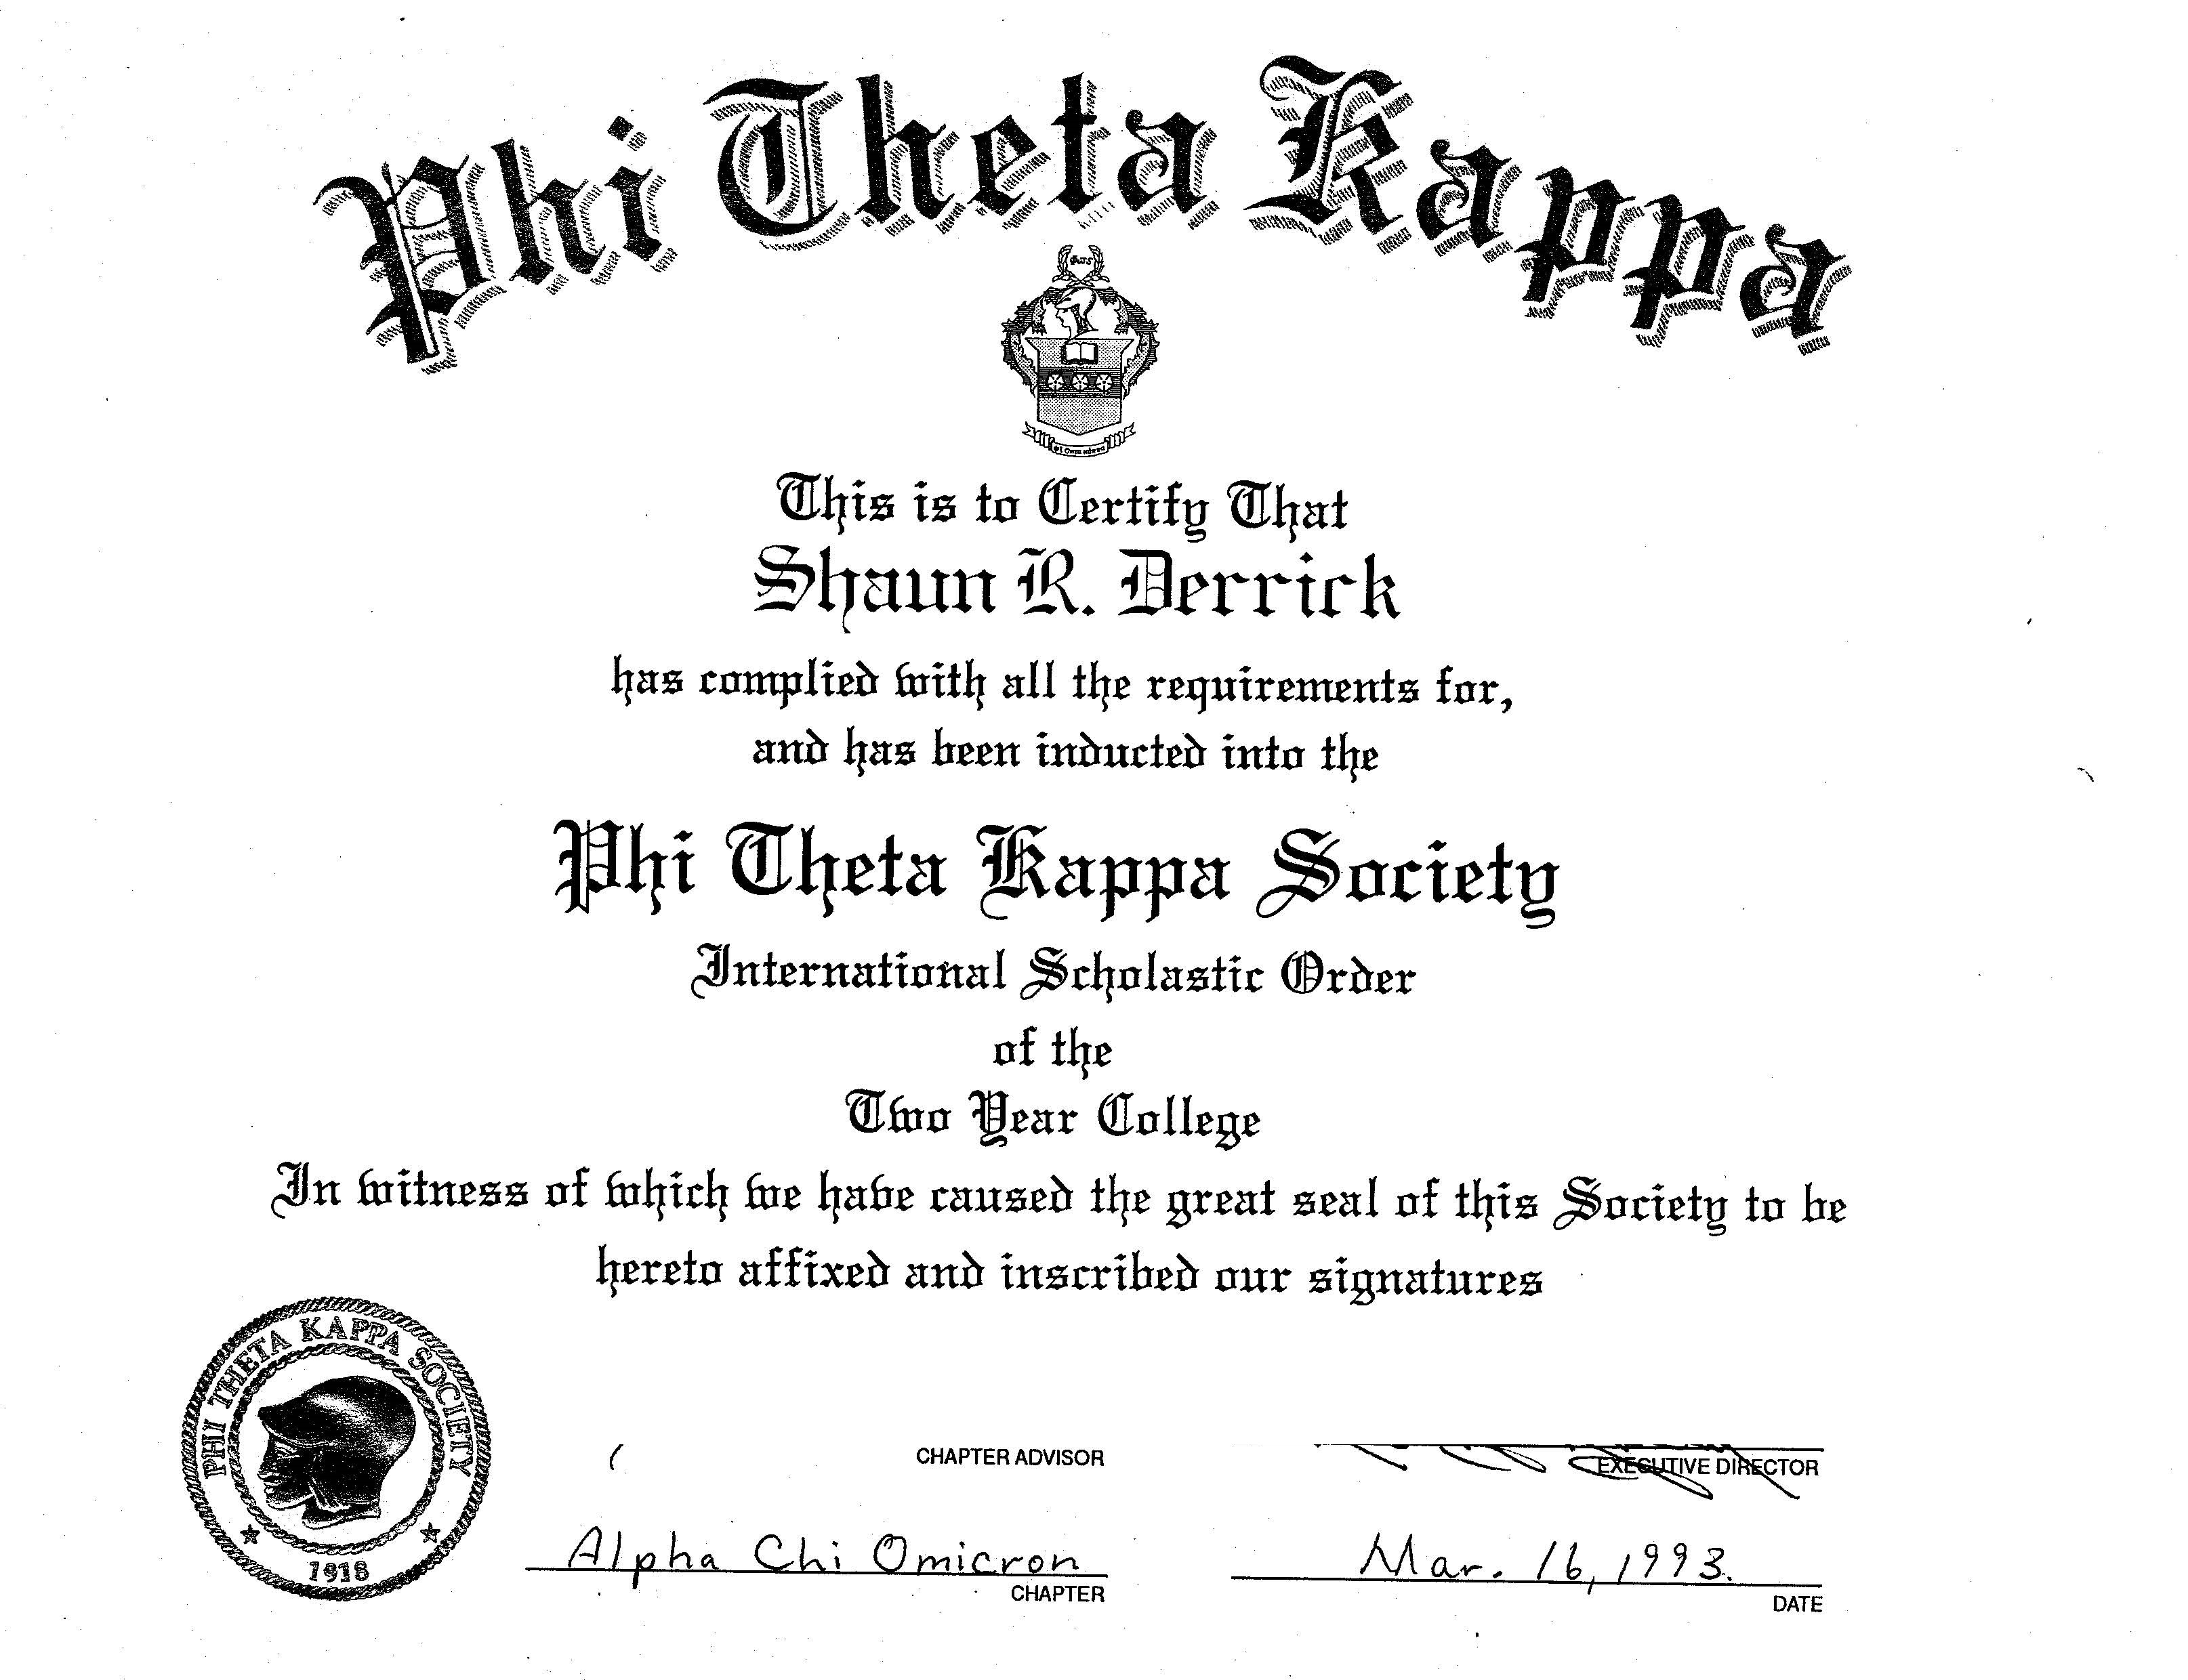 Phi Theta Kappa
This is to Certify That
Shaun R. Derrick
has complied with all the requirements for,
and has been inducted into the
Phi Theta Kappa Society
International Scholastic Order
of the
Two Year College
In witness of which we have caused the great seal of this Society to be
hereto affixed and inscribed our signatures
PHI THETA KAPPA SOCIETY
1918
CHAPTER ADVISOR
EXECUTIVE DIRECTOR
Alpha Chi Omicron
CHAPTER
Mar. 16, 1993.
DATE